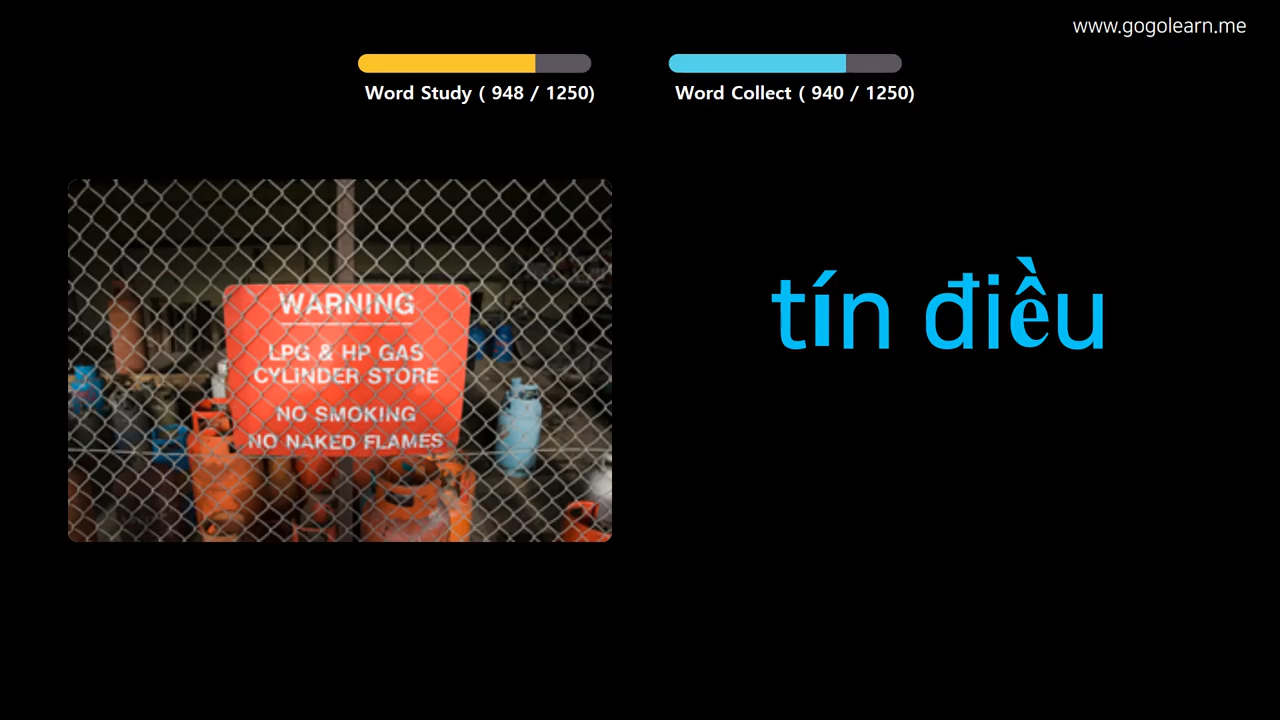 www.gogolearn.me
Word Study ( 948 / 1250)
Word Collect ( 940 / 1250)
WARNING
LPG & HP GAS
CYLINDER STORE
NO SMOKING
NO NAKED FLAMES
tín điều